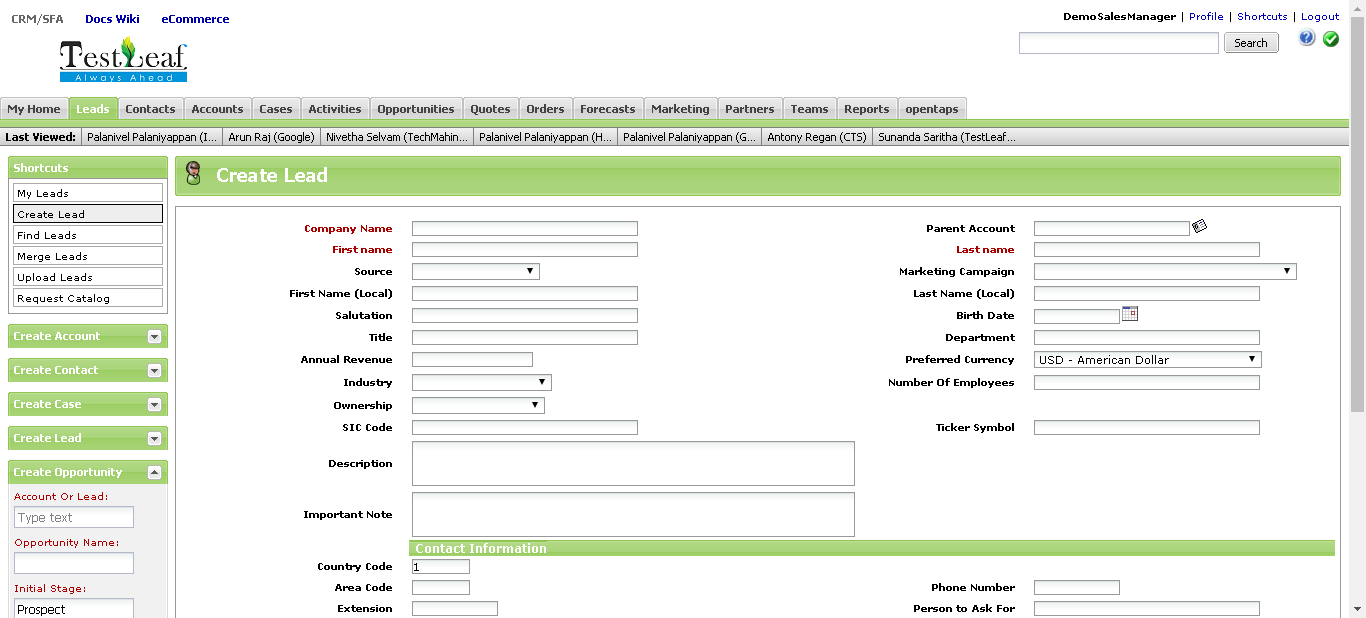 CRM/SFA Docs Wiki eCommerce
DemoSalesManager | Profile | Shortcuts | Logout
Search
TestLeaf
Always Ahead
My Home Leads Contacts Accounts Cases Activities Opportunities Quotes Orders Forecasts Marketing Partners Teams Reports opentaps
Last Viewed: Palanivel Palaniyappan (I... Arun Raj (Google) Nivetha Selvam (TechMahin... Palanivel Palaniyappan (H... Palanivel Palaniyappan (G... Antony Regan (CTS) Sunanda Saritha (TestLeaf...
Shortcuts
My Leads
Create Lead
Find Leads
Merge Leads
Upload Leads
Request Catalog
Create Account
Create Contact
Create Case
Create Lead
Create Opportunity
Account Or Lead:
Type text
Opportunity Name:
Initial Stage:
Prospect
Create Lead
Company Name Parent Account
First name Last name
Source Marketing Campaign
First Name (Local) Last Name (Local)
Salutation Birth Date
Title Department
Annual Revenue Preferred Currency USD - American Dollar
Industry Number Of Employees
Ownership
SIC Code Ticker Symbol
Description
Important Note
Contact Information
Country Code 1
Area Code Phone Number
Extension Person to Ask For